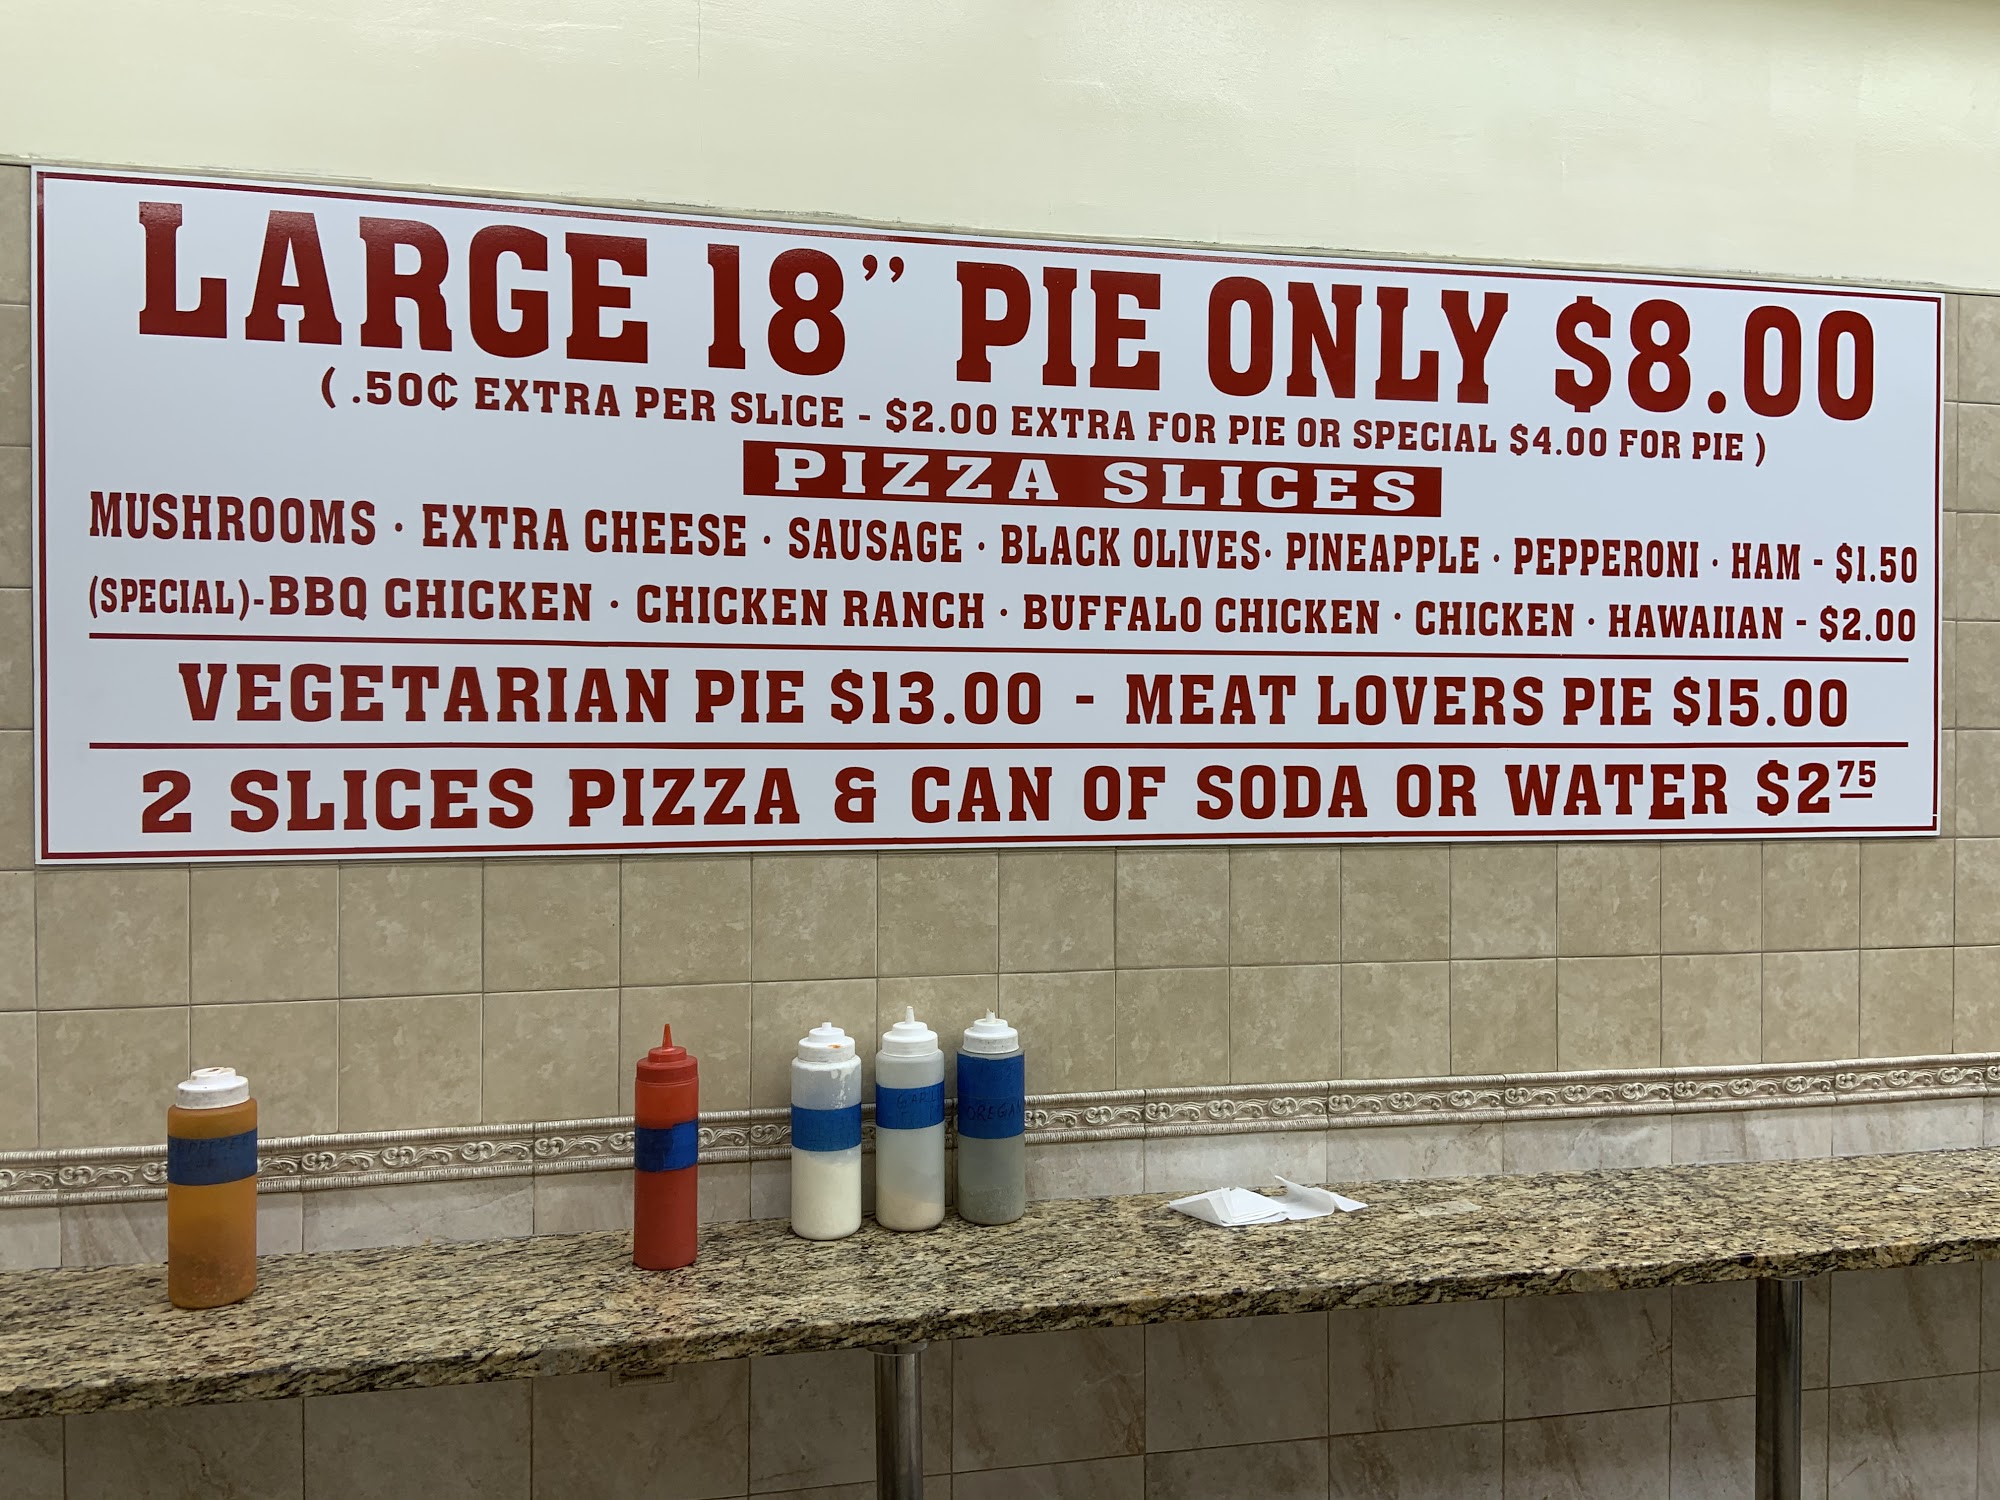 LARGE 18” PIE ONLY $8.00
( .50¢ EXTRA PER SLICE - $2.00 EXTRA FOR PIE OR SPECIAL $4.00 FOR PIE )
PIZZA SLICES
MUSHROOMS · EXTRA CHEESE · SAUSAGE · BLACK OLIVES· PINEAPPLE · PEPPERONI · HAM - $1.50
(SPECIAL)-BBQ CHICKEN · CHICKEN RANCH · BUFFALO CHICKEN · CHICKEN · HAWAIIAN - $2.00
VEGETARIAN PIE $13.00 - MEAT LOVERS PIE $15.00
2 SLICES PIZZA & CAN OF SODA OR WATER $2 75